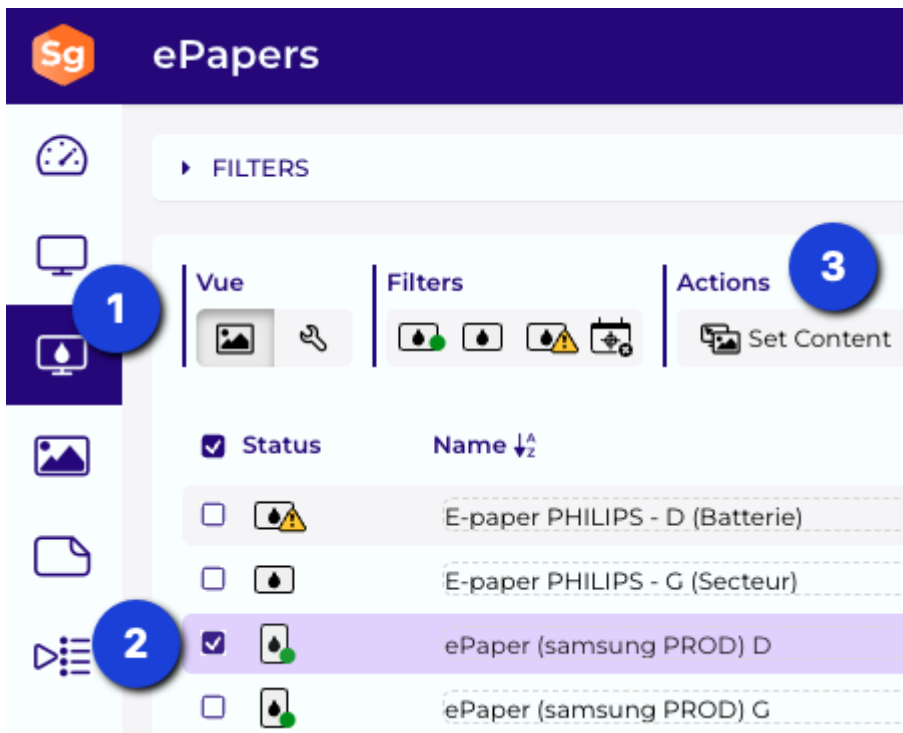 Sg ePapers
FILTERS
1
Vue Filters Actions 3
Set Content
Status Name A Z
E-paper PHILIPS - D (Batterie)
E-paper PHILIPS - G (Secteur)
2 ePaper (samsung PROD) D
ePaper (samsung PROD) G